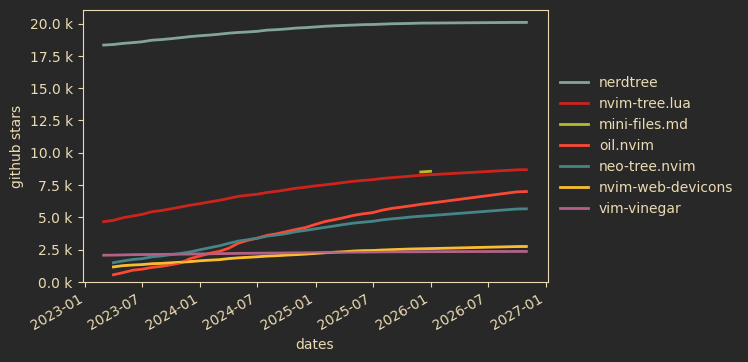 20.0 k
17.5 k
15.0 k
12.5 k
10.0 k
7.5 k
5.0 k
2.5 k
0.0 k
github stars
2023-01
2023-07
2024-01
2024-07
2025-01
2025-07
2026-01
2026-07
2027-01
dates
nerdtree
nvim-tree.lua
mini-files.md
oil.nvim
neo-tree.nvim
nvim-web-devicons
vim-vinegar